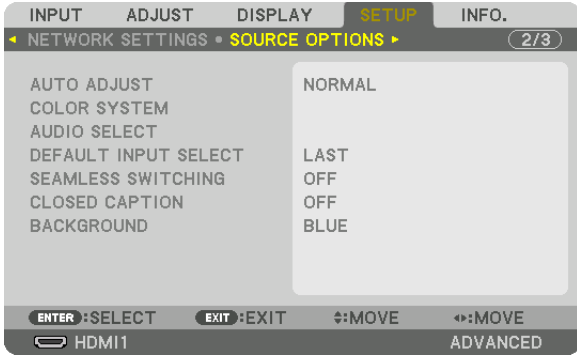 INPUT ADJUST DISPLAY SETUP INFO.
NETWORK SETTINGS • SOURCE OPTIONS 2/3
AUTO ADJUST NORMAL
COLOR SYSTEM
AUDIO SELECT
DEFAULT INPUT SELECT LAST
SEAMLESS SWITCHING OFF
CLOSED CAPTION OFF
BACKGROUND BLUE
ENTER :SELECT EXIT :EXIT :MOVE :MOVE
HDMI1 ADVANCED